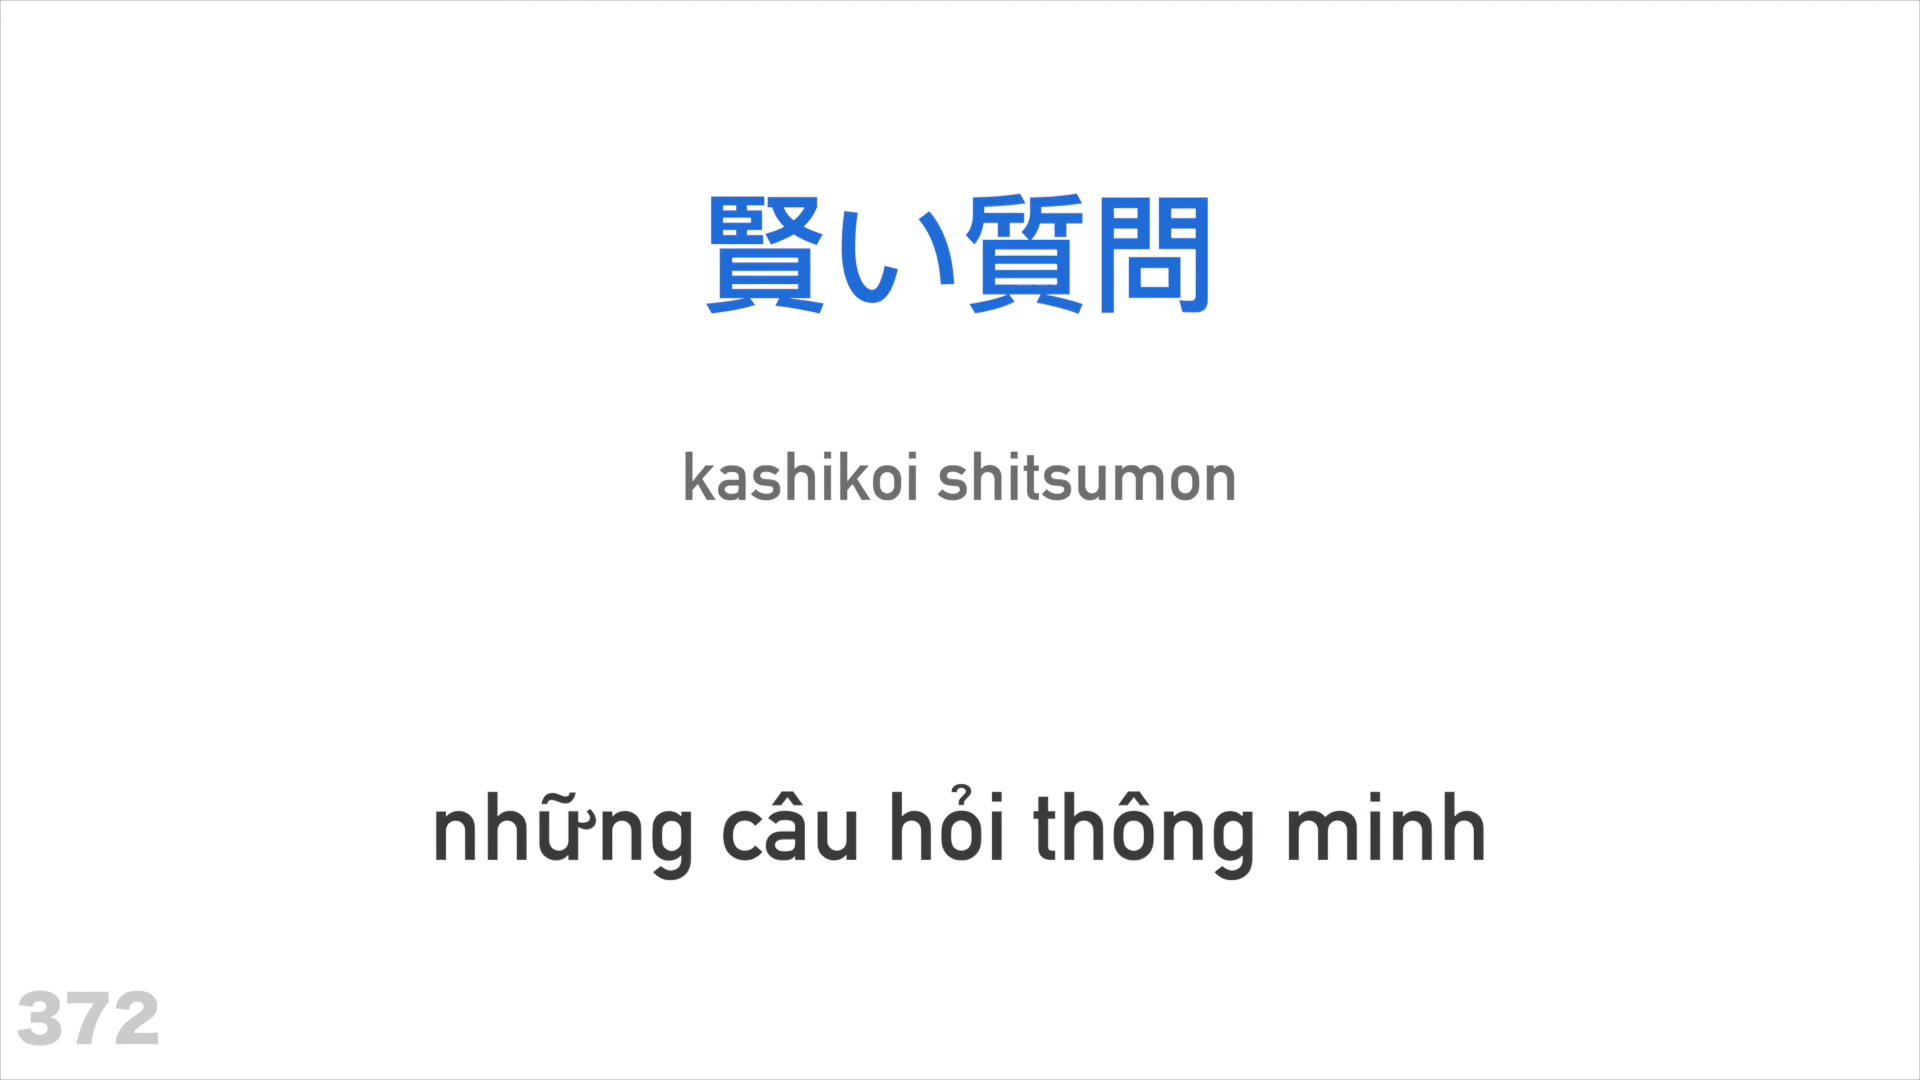 賢い質問
kashikoi shitsumon
những câu hỏi thông minh
372